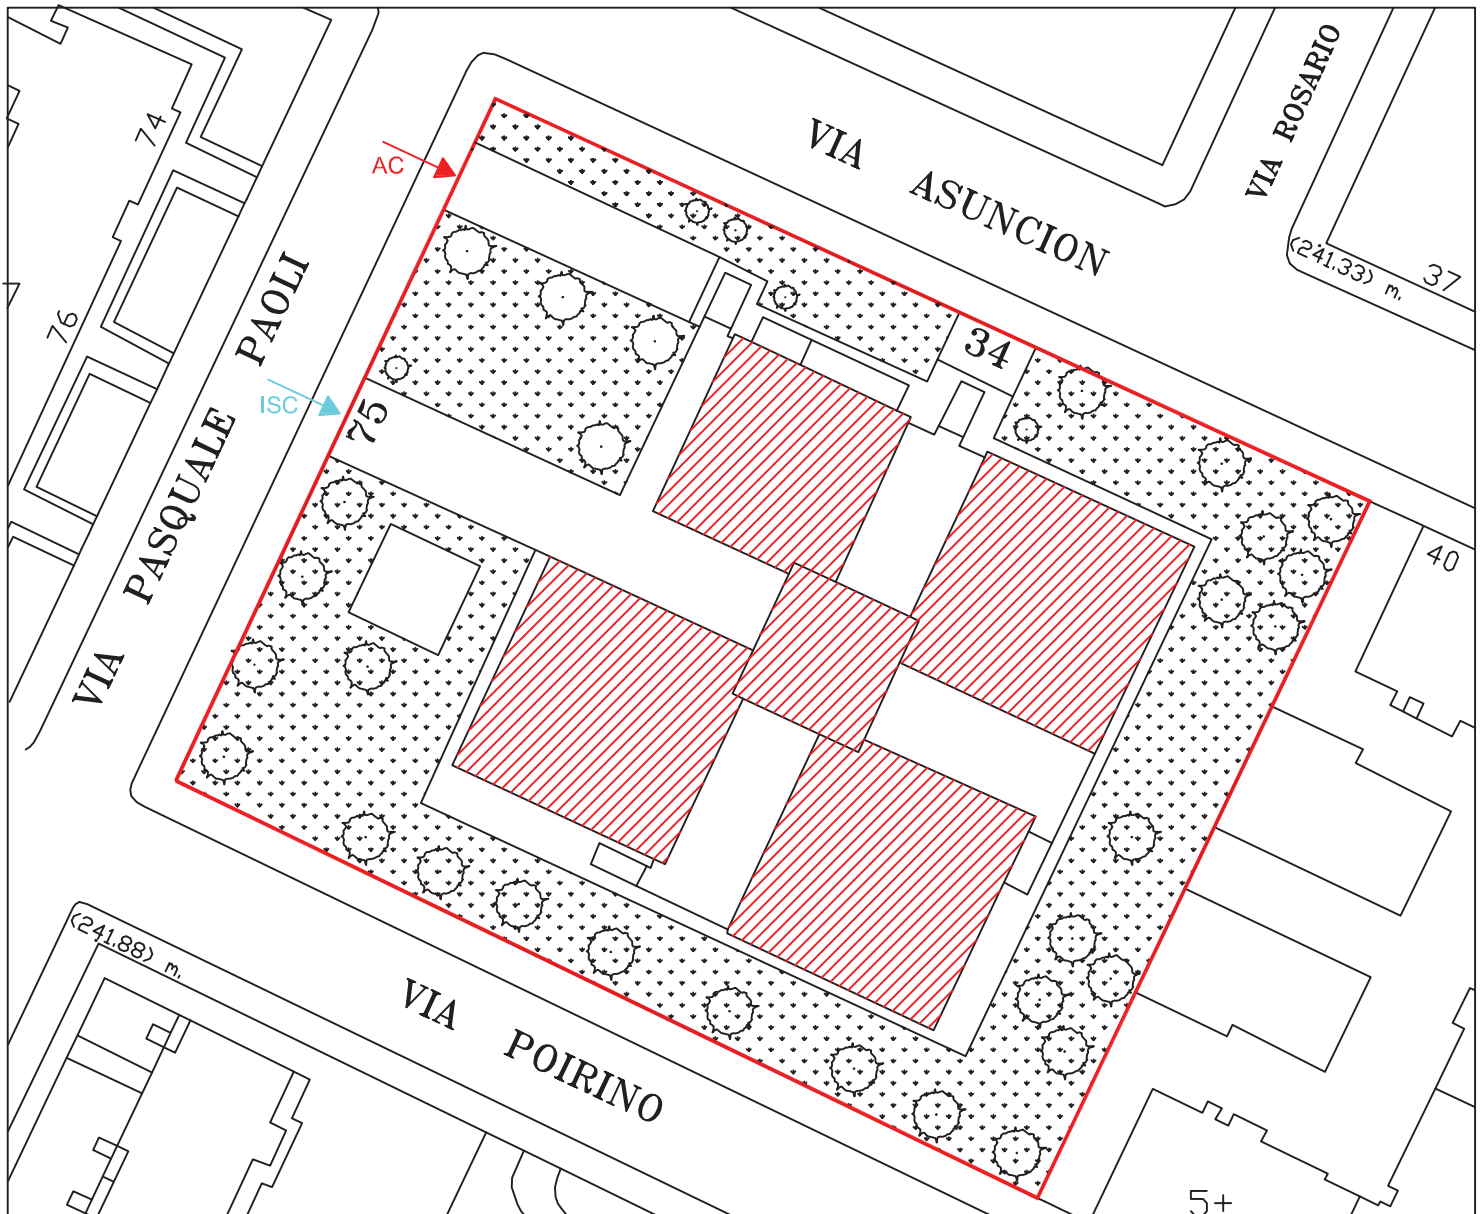 VIA ROSARIO
74
VIA ASUNCION
AC
(241.33) m.
37
76
34
VIA PASQUALE PAOLI
ISC
75
40
(241.88) m.
VIA POIRINO
5+